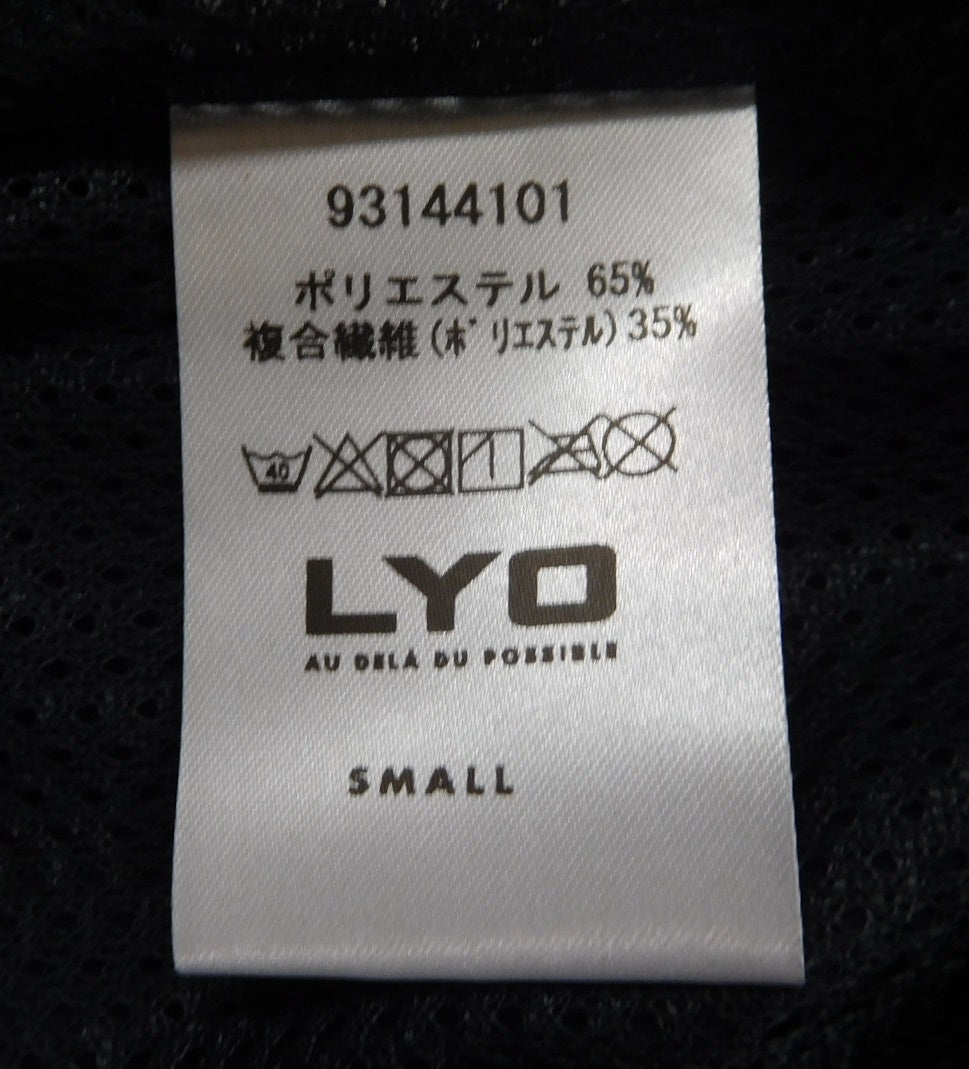 93144101
ポリエステル 65%
複合繊維(ポリエステル)35%
40
LYO
AU DELÀ DU POSSIBLE
SMALL